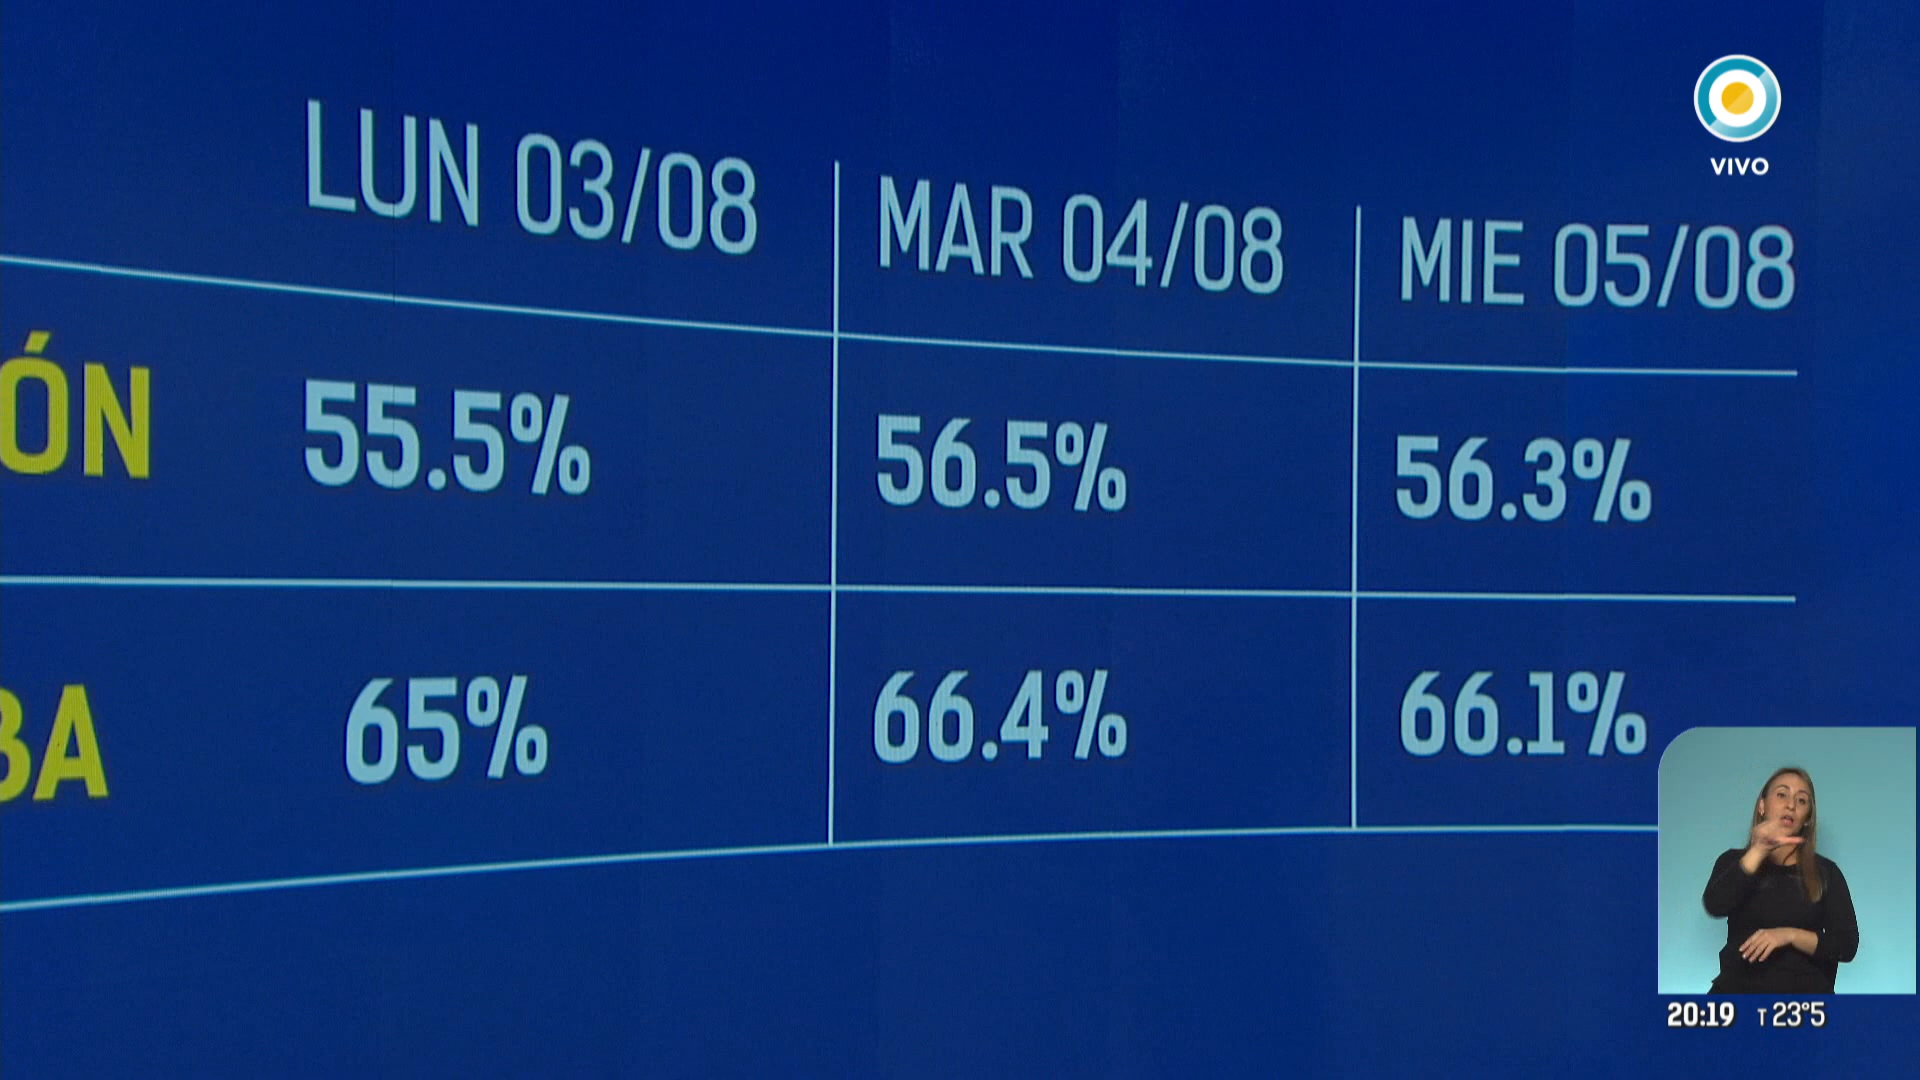 VIVO
LUN 03/08 MAR 04/08 MIE 05/08
ÓN 55.5% 56.5% 56.3%
BA 65% 66.4% 66.1%
20:19 T 23°5